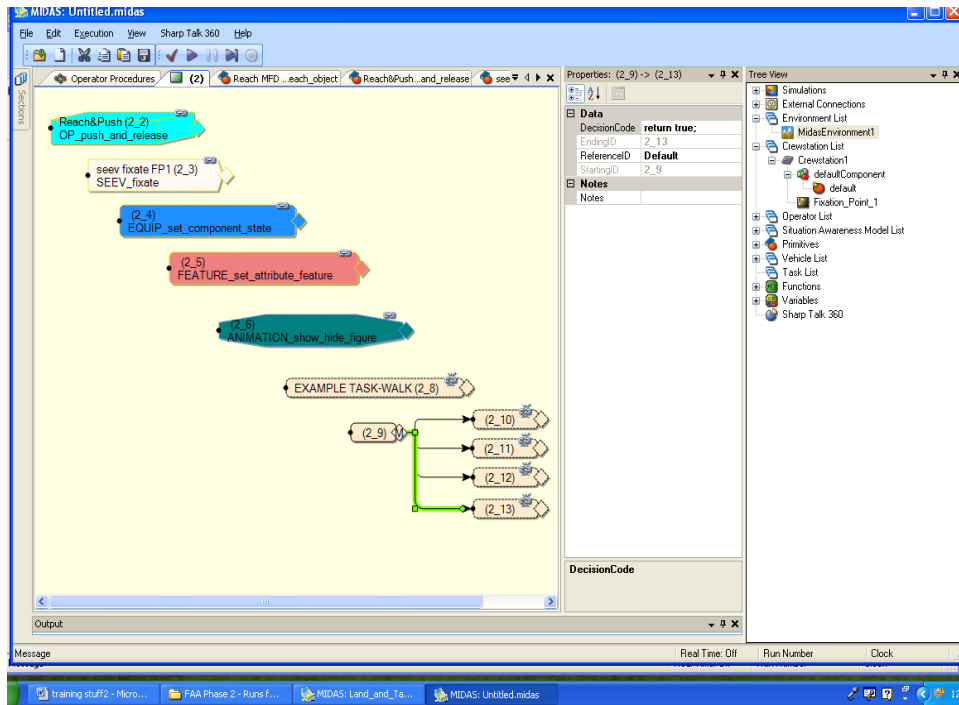 MIDAS: Untitled.midas
File Edit Execution View Sharp Talk 360 Help
Sections
Operator Procedures
(2)
Reach MFD ...each_object
Reach&Push...and_release
see
Reach&Push (2_2)
OP_push_and_release
seev fixate FP1 (2_3)
SEEV_fixate
(2_4)
EQUIP_set_component_state
(2_5)
FEATURE_set_attribute_feature
(2_6)
ANIMATION_show_hide_figure
EXAMPLE TASK-WALK (2_8)
(2_9)
M
(2_10)
(2_11)
(2_12)
(2_13)
Properties: (2_9) -> (2_13)
Data
DecisionCode return true;
EndingID 2_13
ReferenceID Default
StartingID 2_9
Notes
Notes
DecisionCode
Tree View
Simulations
External Connections
Environment List
MidasEnvironment1
Crewstation List
Crewstation1
defaultComponent
default
Fixation_Point_1
Operator List
Situation Awareness Model List
Primitives
Vehicle List
Task List
Functions
Variables
Sharp Talk 360
Output
Message Real Time: Off Run Number Clock
training stuff2 - Micro...
FAA Phase 2 - Runs f...
MIDAS: Land_and_Ta...
MIDAS: Untitled.midas
12